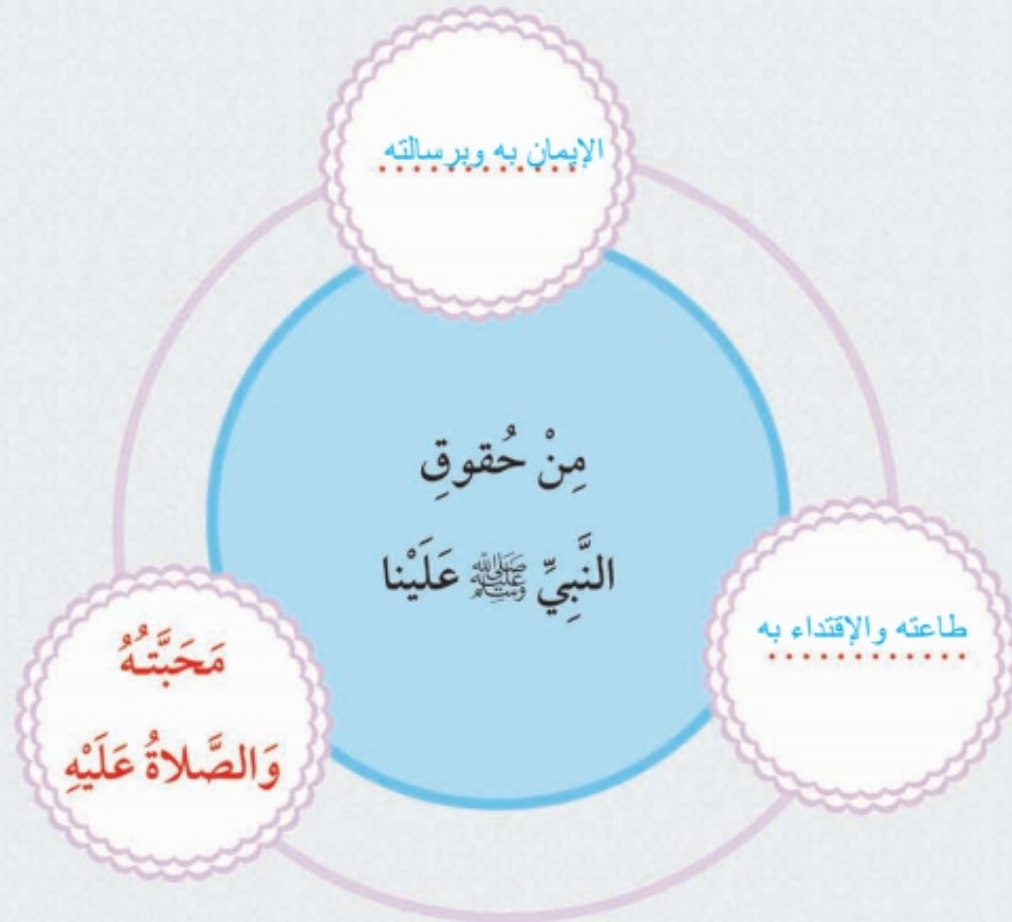 الإيمان به وبرسالته
مِنْ حُقوقِ
النَّبِيِّ ﷺ عَلَيْنا
طاعته والإقتداء به
مَحَبَّتُهُ
وَالصَّلاةُ عَلَيْهِ